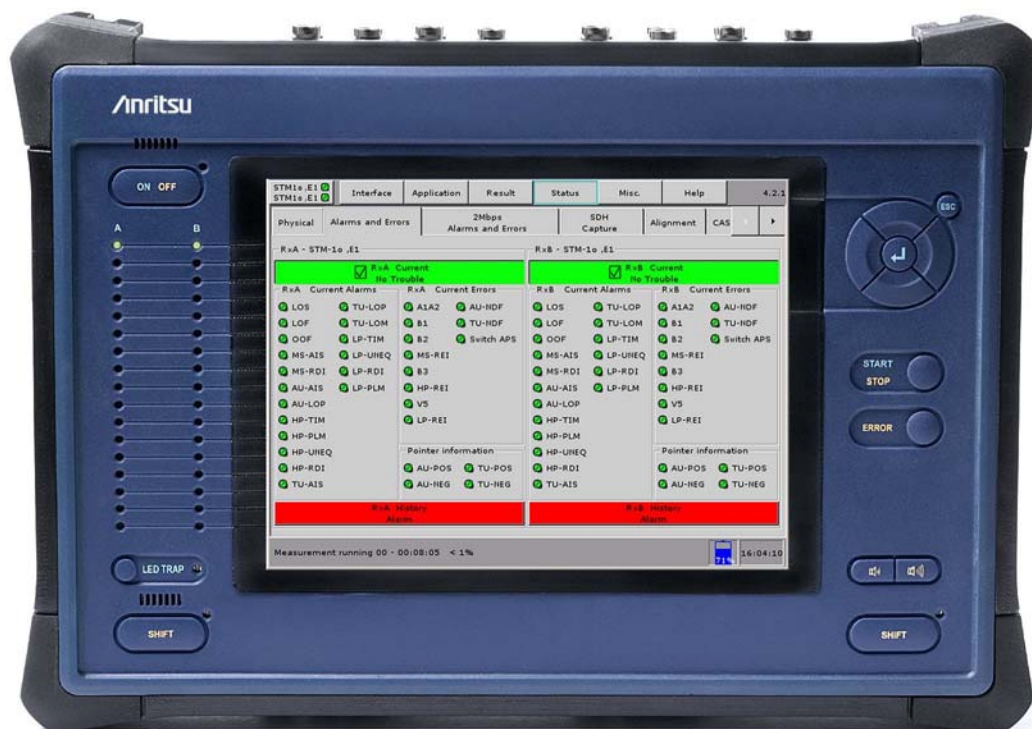 Anritsu
ON OFF
A B
LED TRAP
SHIFT
STM1o ,E1
STM1o ,E1
Interface Application Result Status Misc. Help 4.2.1
Physical Alarms and Errors 2Mbps Alarms and Errors SDH Capture Alignment CAS
RxA - STM-1o ,E1 RxB - STM-1o ,E1
RxA Current RxB Current
No Trouble No Trouble
RxA Current Alarms RxA Current Errors RxB Current Alarms RxB Current Errors
LOS TU-LOP A1A2 AU-NDF LOS TU-LOP A1A2 AU-NDF
LOF TU-LOM B1 TU-NDF LOF TU-LOM B1 TU-NDF
OOF LP-TIM B2 Switch APS OOF LP-TIM B2 Switch APS
MS-AIS LP-UNEQ MS-REI MS-AIS LP-UNEQ MS-REI
MS-RDI LP-RDI B3 MS-RDI LP-RDI B3
AU-AIS LP-PLM HP-REI AU-AIS LP-PLM HP-REI
AU-LOP V5 AU-LOP V5
HP-TIM LP-REI HP-TIM LP-REI
HP-PLM HP-PLM
HP-UNEQ Pointer information HP-UNEQ Pointer information
HP-RDI AU-POS TU-POS HP-RDI AU-POS TU-POS
TU-AIS AU-NEG TU-NEG TU-AIS AU-NEG TU-NEG
RxA History RxB History
Alarm Alarm
Measurement running 00 - 00:08:05 < 1% 71% 16:04:10
ESC
START
STOP
ERROR
SHIFT